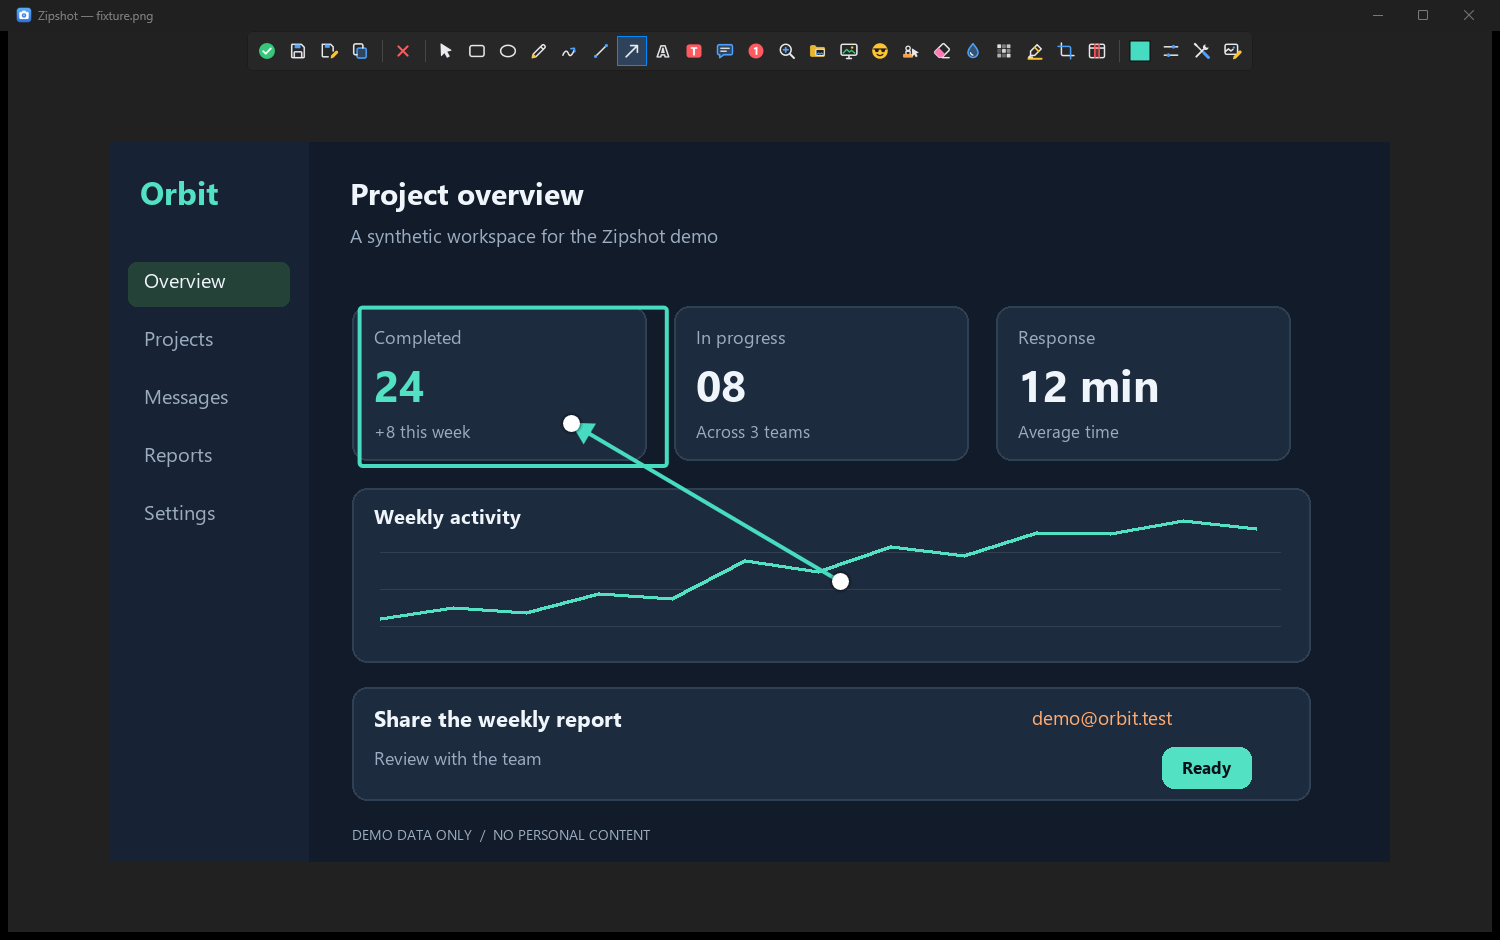 Zipshot — fixture.png
Orbit
Overview
Projects
Messages
Reports
Settings
Project overview
A synthetic workspace for the Zipshot demo
Completed
24
+8 this week
In progress
08
Across 3 teams
Response
12 min
Average time
Weekly activity
Share the weekly report
Review with the team
demo@orbit.test
Ready
DEMO DATA ONLY / NO PERSONAL CONTENT